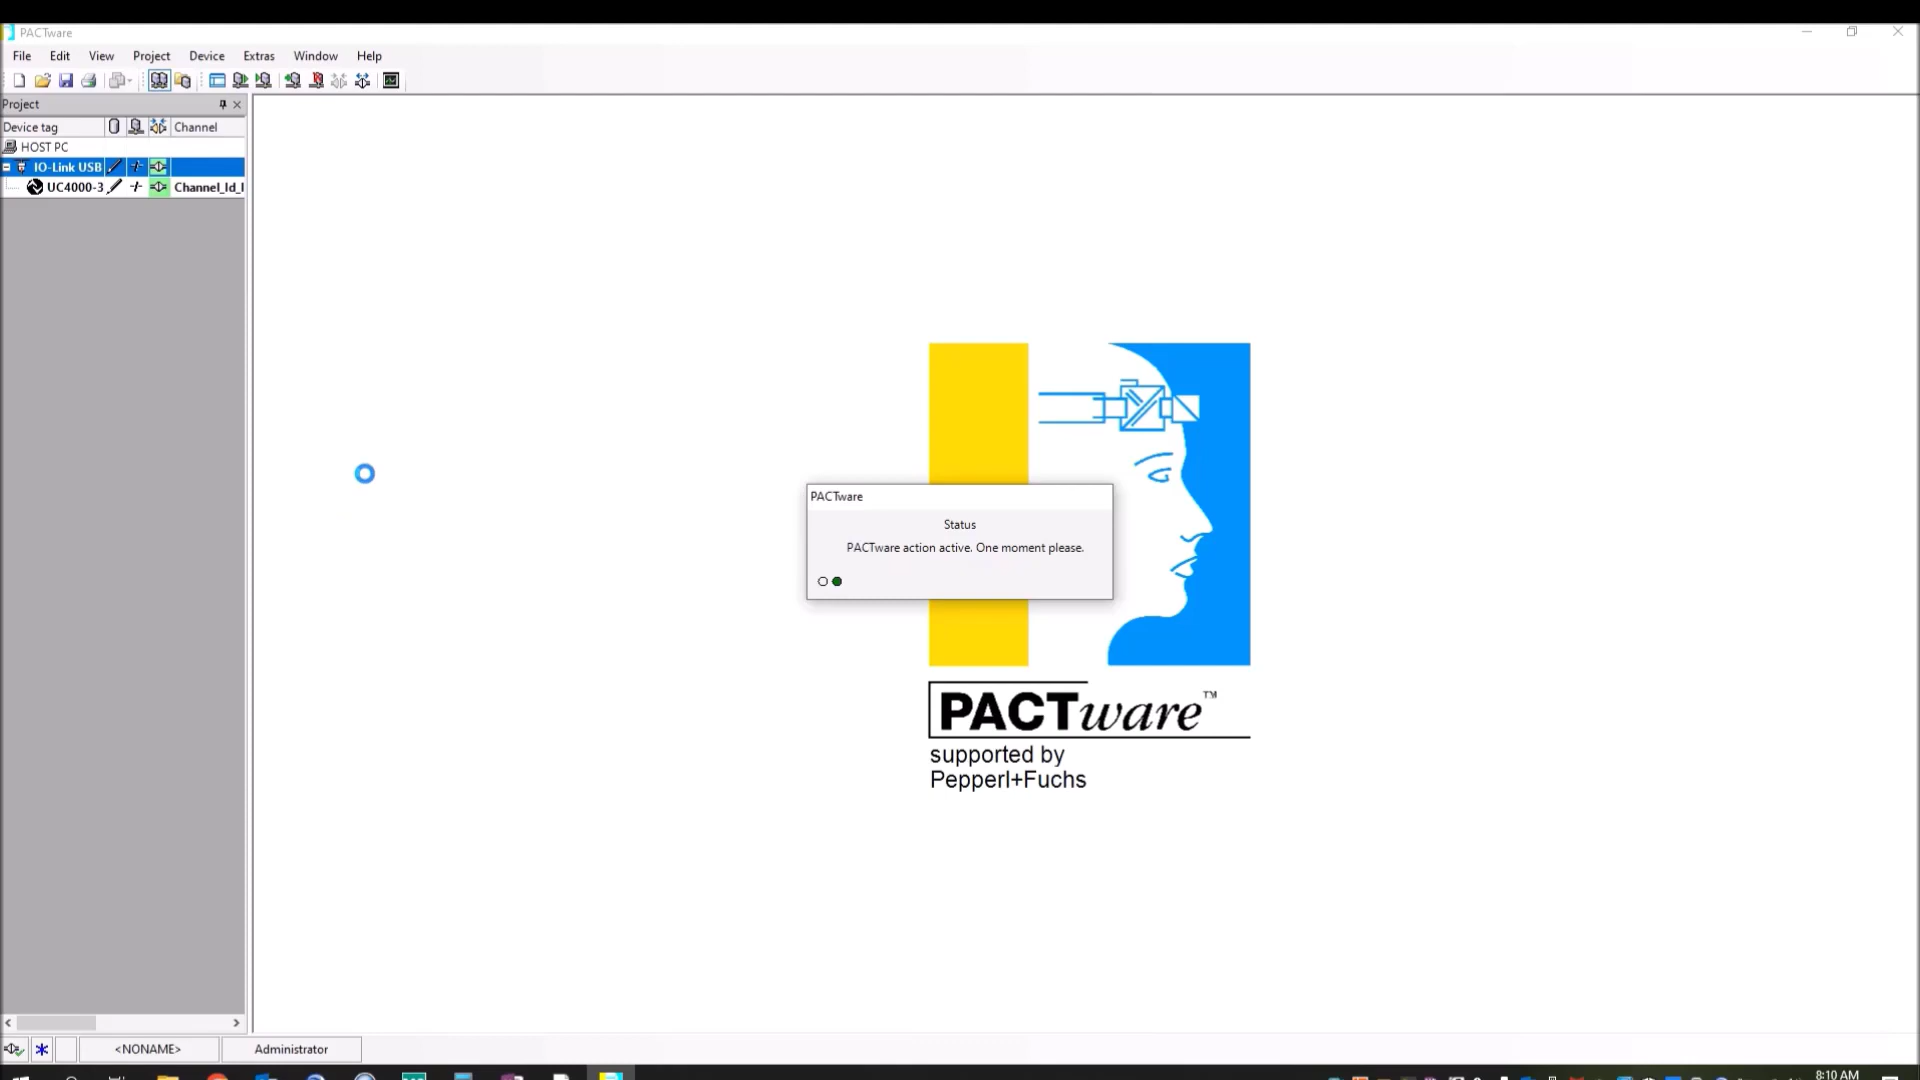 PACTware
File Edit View Project Device Extras Window Help
Project
Device tag Channel
HOST PC
IO-Link USB
UC4000-3 Channel_Id_I
PACTware
Status
PACTware action active. One moment please.
PACTware™
supported by
Pepperl+Fuchs
<NONAME> Administrator
8:10 AM